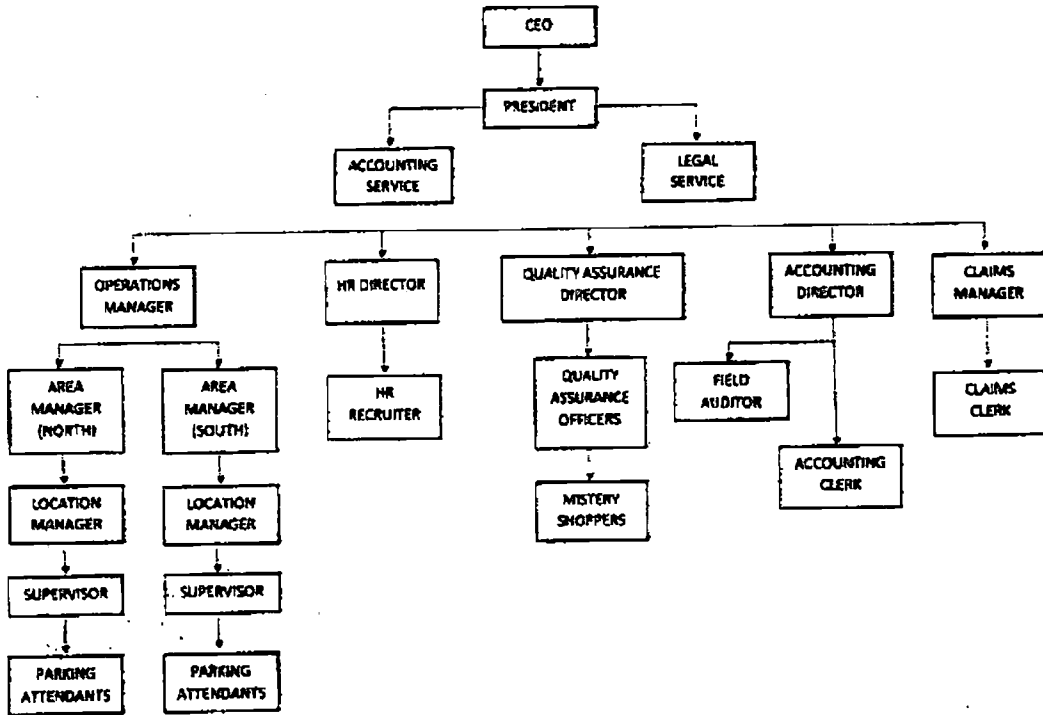 CEO
PRESIDENT
ACCOUNTING
SERVICE
LEGAL
SERVICE
OPERATIONS
MANAGER
HR DIRECTOR
QUALITY ASSURANCE
DIRECTOR
ACCOUNTING
DIRECTOR
CLAIMS
MANAGER
AREA
MANAGER
(NORTH)
AREA
MANAGER
(SOUTH)
HR
RECRUITER
QUALITY
ASSURANCE
OFFICERS
FIELD
AUDITOR
CLAIMS
CLERK
ACCOUNTING
CLERK
LOCATION
MANAGER
LOCATION
MANAGER
MISTERY
SHOPPERS
SUPERVISOR
SUPERVISOR
PARKING
ATTENDANTS
PARKING
ATTENDANTS